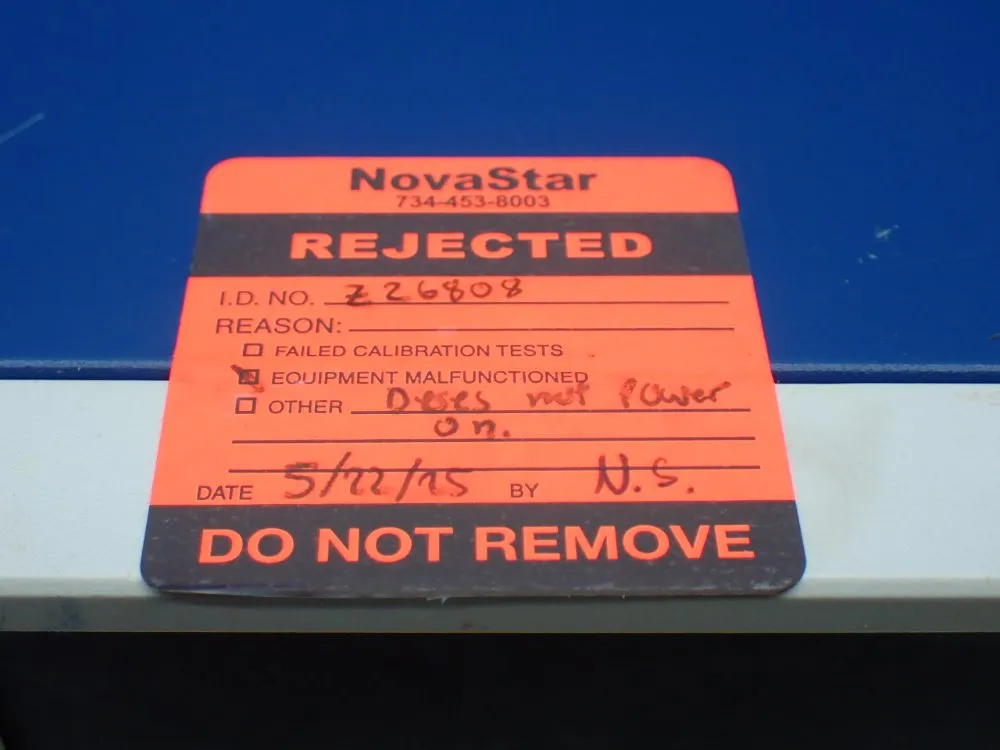 NovaStar
734-453-8003
REJECTED
I.D. NO. Z26808
REASON:
FAILED CALIBRATION TESTS
EQUIPMENT MALFUNCTIONED
OTHER Does not Power
On.
DATE 5/22/15 BY N.S.
DO NOT REMOVE